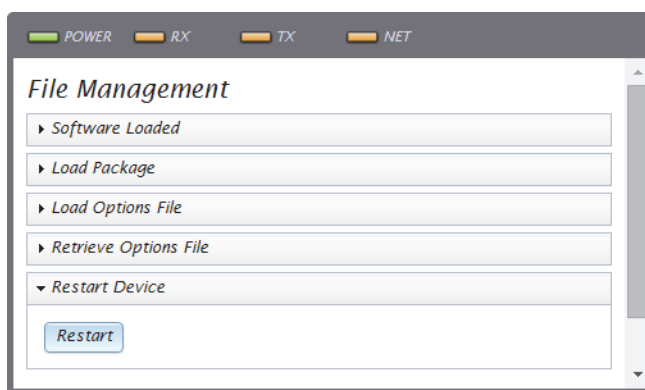 POWER RX TX NET
File Management
Software Loaded
Load Package
Load Options File
Retrieve Options File
Restart Device
Restart